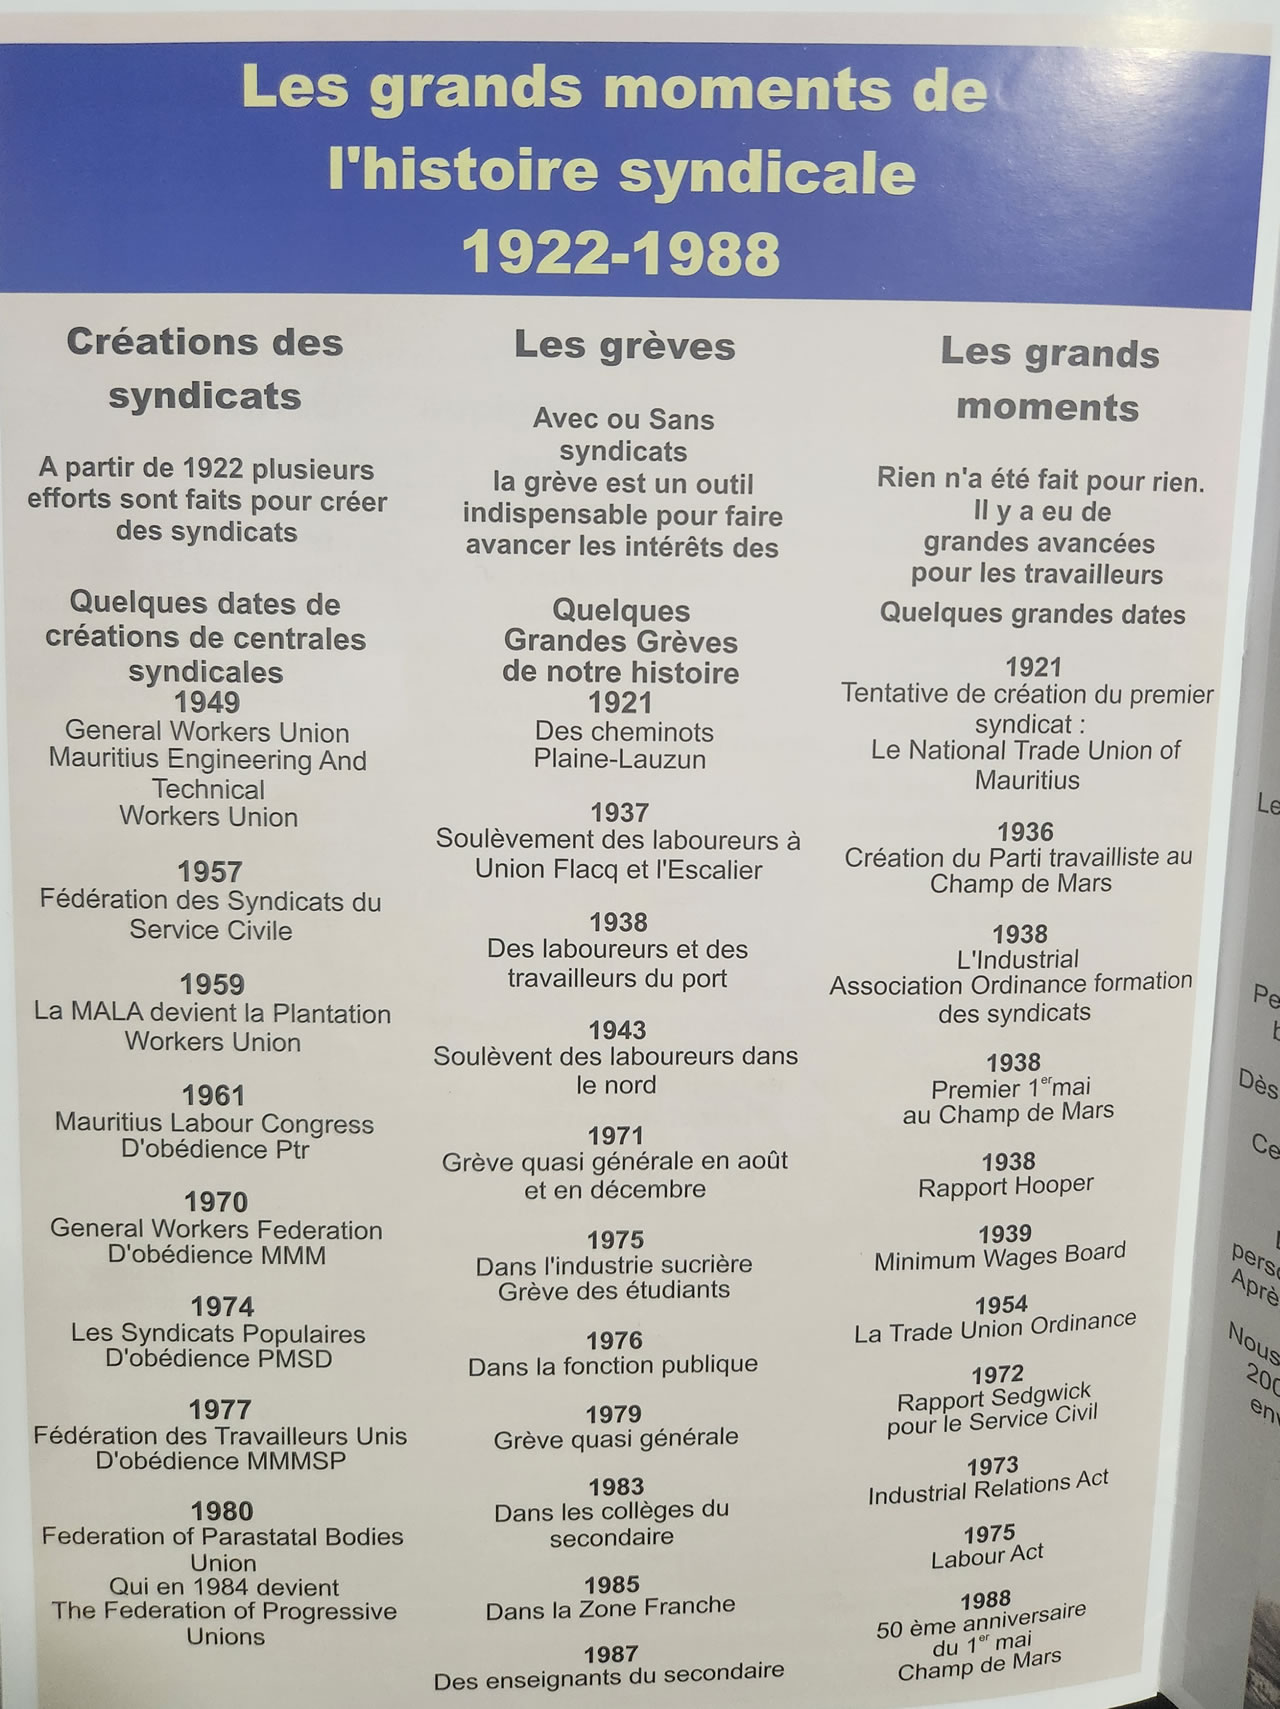 Les grands moments de
l'histoire syndicale
1922-1988
Créations des
syndicats
A partir de 1922 plusieurs
efforts sont faits pour créer
des syndicats
Quelques dates de
créations de centrales
syndicales
1949
General Workers Union
Mauritius Engineering And
Technical
Workers Union
1957
Fédération des Syndicats du
Service Civile
1959
La MALA devient la Plantation
Workers Union
1961
Mauritius Labour Congress
D'obédience Ptr
1970
General Workers Federation
D'obédience MMM
1974
Les Syndicats Populaires
D'obédience PMSD
1977
Fédération des Travailleurs Unis
D'obédience MMMSP
1980
Federation of Parastatal Bodies
Union
Qui en 1984 devient
The Federation of Progressive
Unions
Les grèves
Avec ou Sans
syndicats
la grève est un outil
indispensable pour faire
avancer les intérêts des
Quelques
Grandes Grèves
de notre histoire
1921
Des cheminots
Plaine-Lauzun
1937
Soulèvement des laboureurs à
Union Flacq et l'Escalier
1938
Des laboureurs et des
travailleurs du port
1943
Soulèvent des laboureurs dans
le nord
1971
Grève quasi générale en août
et en décembre
1975
Dans l'industrie sucrière
Grève des étudiants
1976
Dans la fonction publique
1979
Grève quasi générale
1983
Dans les collèges du
secondaire
1985
Dans la Zone Franche
1987
Des enseignants du secondaire
Les grands
moments
Rien n'a été fait pour rien.
Il y a eu de
grandes avancées
pour les travailleurs
Quelques grandes dates
1921
Tentative de création du premier
syndicat :
Le National Trade Union of
Mauritius
1936
Création du Parti travailliste au
Champ de Mars
1938
L'Industrial
Association Ordinance formation
des syndicats
1938
Premier 1er mai
au Champ de Mars
1938
Rapport Hooper
1939
Minimum Wages Board
1954
La Trade Union Ordinance
1972
Rapport Sedgwick
pour le Service Civil
1973
Industrial Relations Act
1975
Labour Act
1988
50 ème anniversaire
du 1er mai
Champ de Mars
Dès
Ce
Nous